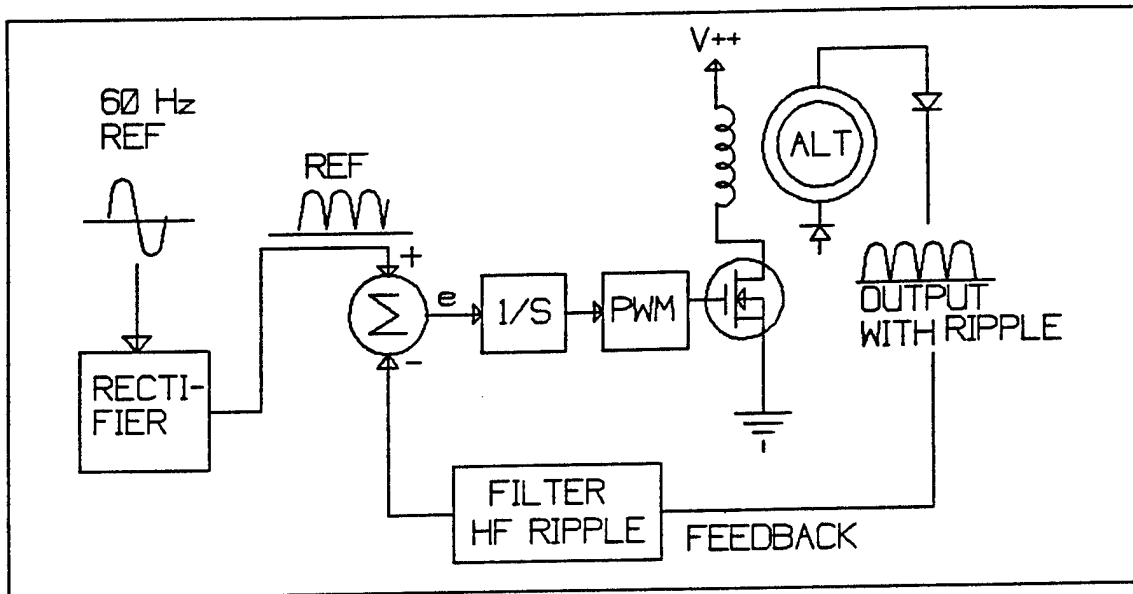 V++
60 Hz
REF
ALT
REF
+
Σ
e
1/S
PWM
-
OUTPUT
WITH RIPPLE
RECTI-
FIER
FILTER
HF RIPPLE
FEEDBACK